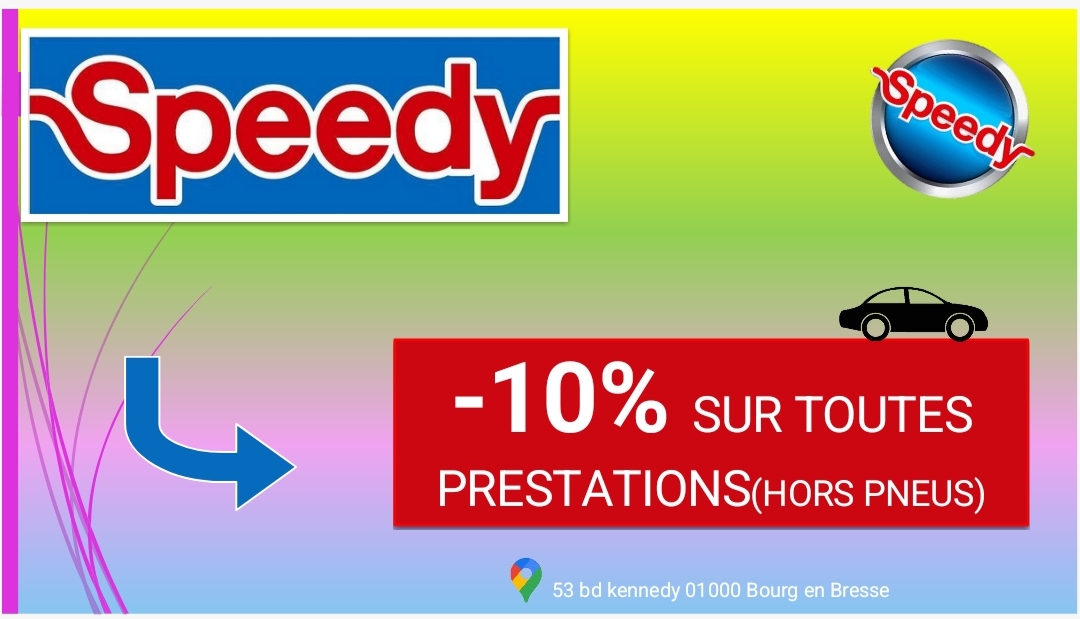 Speedy
Speedy
-10% SUR TOUTES
PRESTATIONS(HORS PNEUS)
53 bd kennedy 01000 Bourg en Bresse